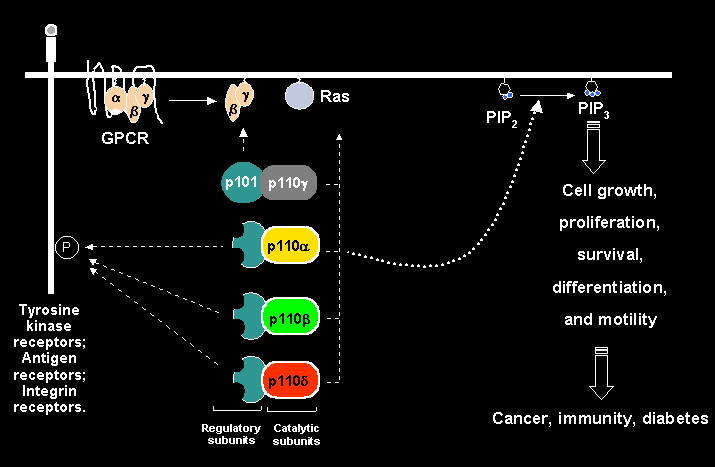 α
β
γ
GPCR
β
γ
Ras
PIP2
PIP3
p101
p110γ
p110α
p110β
p110δ
P
Tyrosine
kinase
receptors;
Antigen
receptors;
Integrin
receptors.
Regulatory
subunits
Catalytic
subunits
Cell growth,
proliferation,
survival,
differentiation,
and motility
Cancer, immunity, diabetes